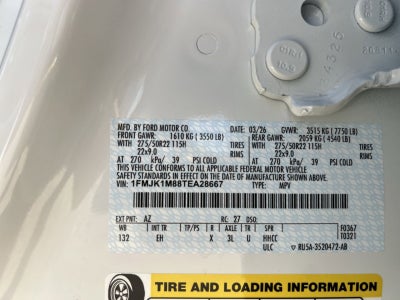 MFD. BY FORD MOTOR CO. DATE: 03/26 GVWR: 3515 KG (7750 LB)
FRONT GAWR: 1610 KG (3550 LB) REAR GAWR: 2059 KG (4540 LB)
WITH 275/50R22 115H WITH 275/50R22 115H
22x9.0 22x9.0
AT 270 kPa/ 39 PSI COLD AT 270 kPa/ 39 PSI COLD
THIS VEHICLE CONFORMS TO ALL APPLICABLE FEDERAL MOTOR VEHICLE
SAFETY STANDARDS IN EFFECT ON THE DATE OF MANUFACTURE SHOWN ABOVE.
VIN: 1FMJK1M88TEA28667 TYPE: MPV
EXT PNT: AZ RC: 27 DSO:
WB INT TR TP/PS R AXLE TR SPR F0367
132 EH X 3L U HHCC T0321
ULC RU5A-3520472-AB
TIRE AND LOADING INFORMATION